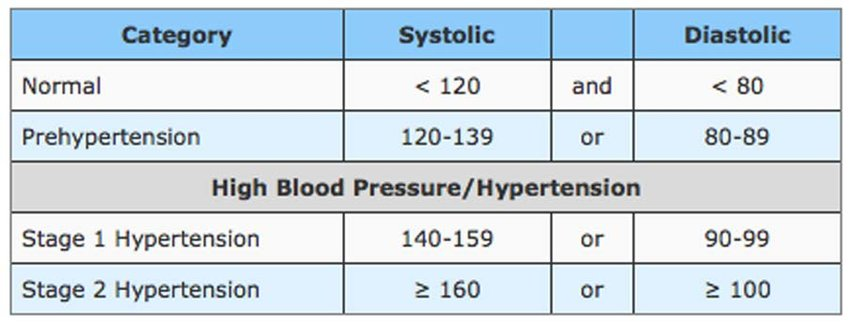 Category Systolic Diastolic
Normal < 120 and < 80
Prehypertension 120-139 or 80-89
High Blood Pressure/Hypertension
Stage 1 Hypertension 140-159 or 90-99
Stage 2 Hypertension ≥ 160 or ≥ 100